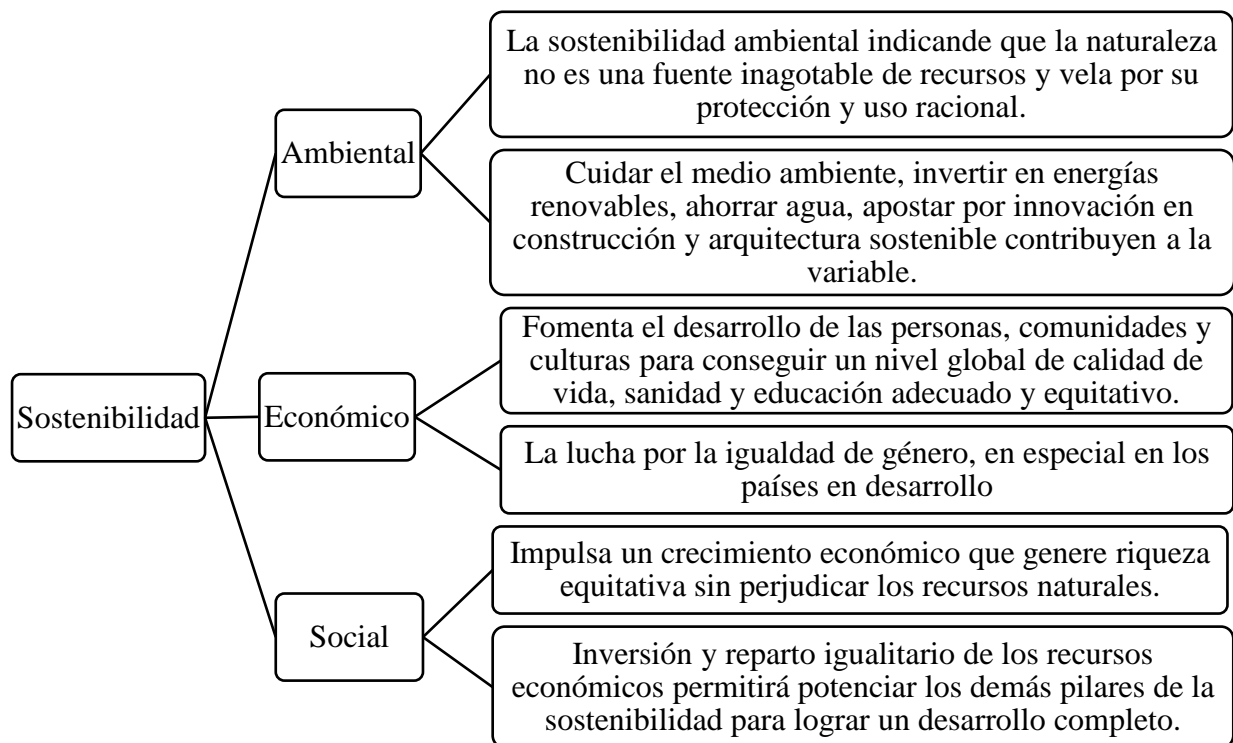 Sostenibilidad
Ambiental
La sostenibilidad ambiental indicande que la naturaleza
no es una fuente inagotable de recursos y vela por su
protección y uso racional.
Cuidar el medio ambiente, invertir en energías
renovables, ahorrar agua, apostar por innovación en
construcción y arquitectura sostenible contribuyen a la
variable.
Económico
Fomenta el desarrollo de las personas, comunidades y
culturas para conseguir un nivel global de calidad de
vida, sanidad y educación adecuado y equitativo.
La lucha por la igualdad de género, en especial en los
países en desarrollo
Social
Impulsa un crecimiento económico que genere riqueza
equitativa sin perjudicar los recursos naturales.
Inversión y reparto igualitario de los recursos
económicos permitirá potenciar los demás pilares de la
sostenibilidad para lograr un desarrollo completo.